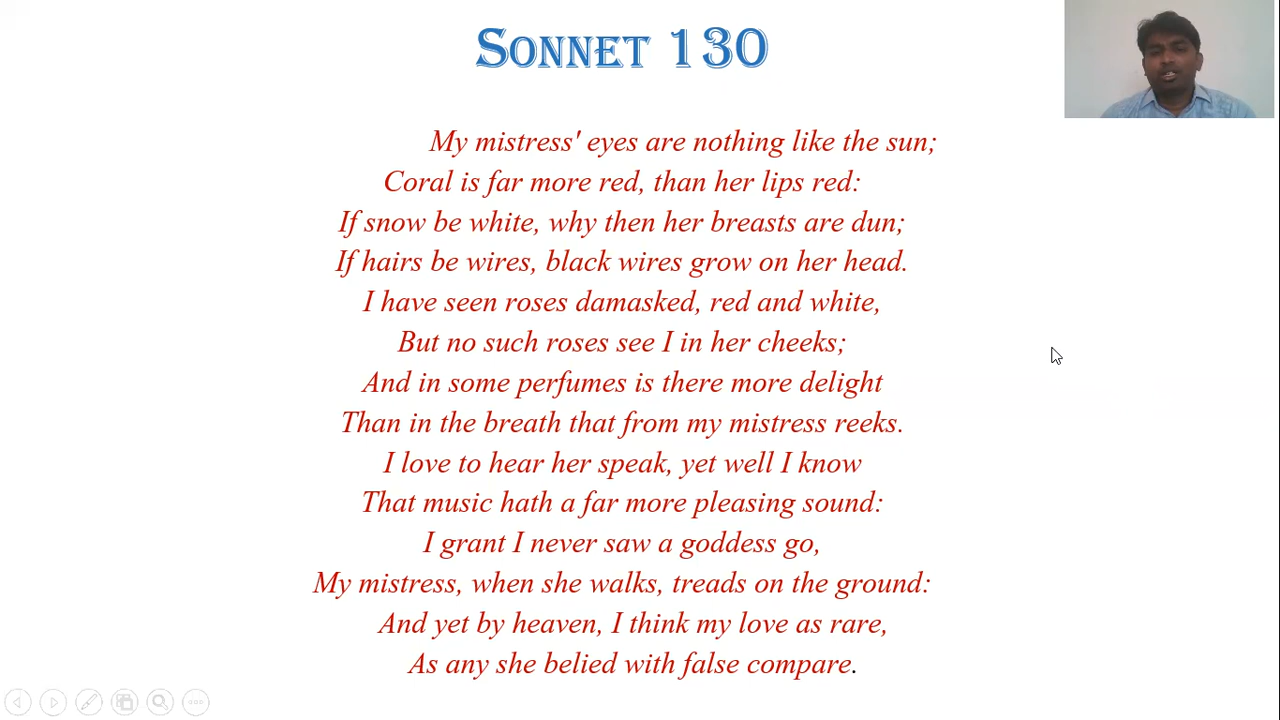 Sonnet 130
My mistress' eyes are nothing like the sun;
Coral is far more red, than her lips red:
If snow be white, why then her breasts are dun;
If hairs be wires, black wires grow on her head.
I have seen roses damasked, red and white,
But no such roses see I in her cheeks;
And in some perfumes is there more delight
Than in the breath that from my mistress reeks.
I love to hear her speak, yet well I know
That music hath a far more pleasing sound:
I grant I never saw a goddess go,
My mistress, when she walks, treads on the ground:
And yet by heaven, I think my love as rare,
As any she belied with false compare.